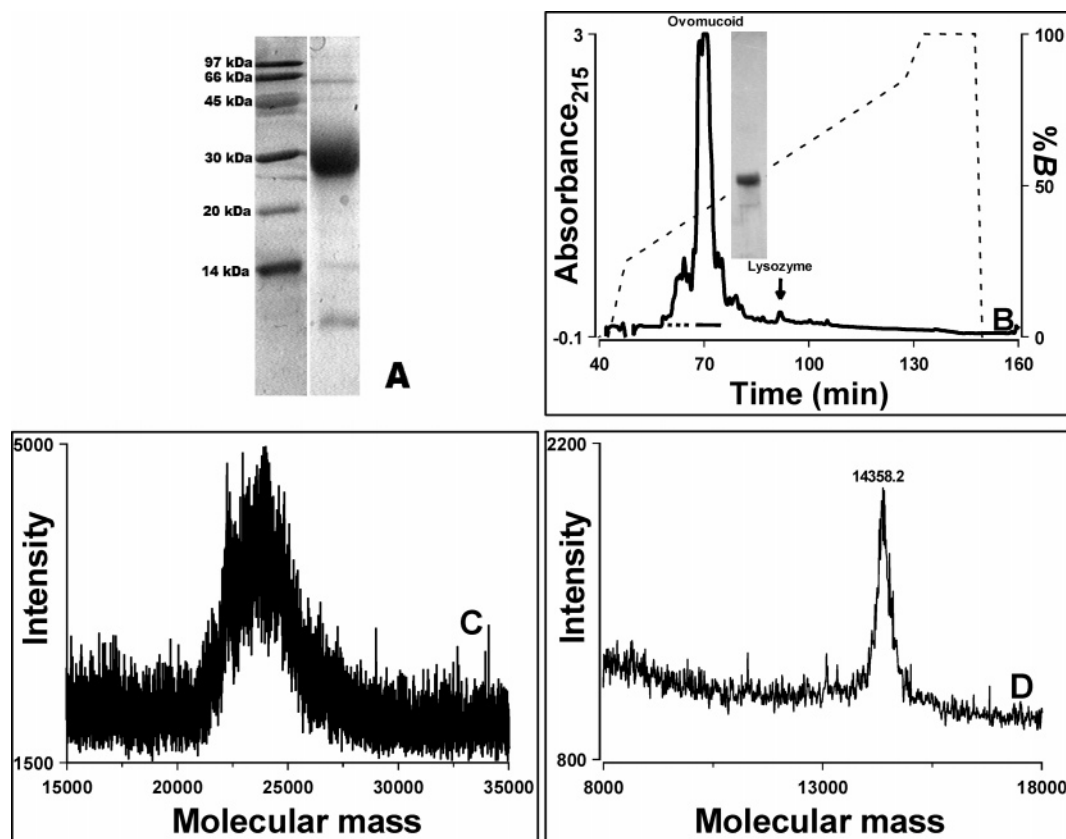 97 kDa
66 kDa
45 kDa
30 kDa
20 kDa
14 kDa
A
Ovomucoid
3
100
Absorbance215
50
%B
Lysozyme
-0.1
B
0
40
70
100
130
160
Time (min)
5000
Intensity
C
1500
15000
20000
25000
30000
35000
Molecular mass
2200
14358.2
Intensity
D
800
8000
13000
18000
Molecular mass